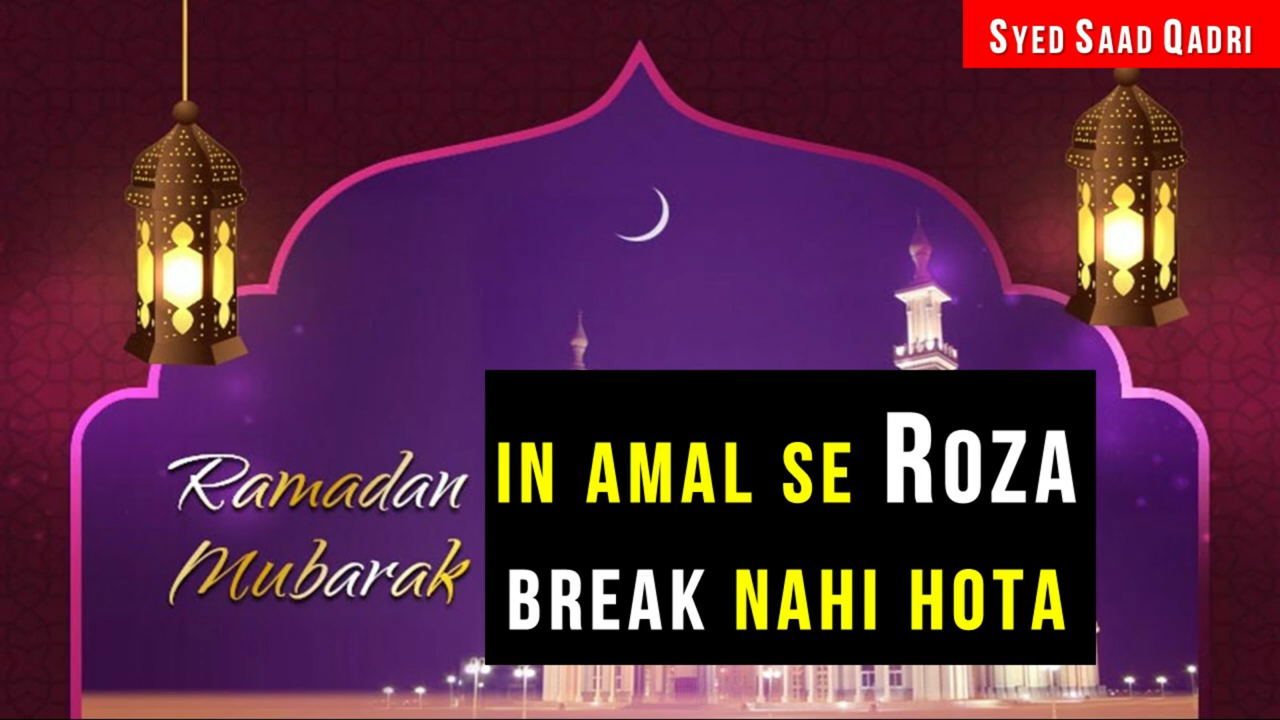 SYED SAAD QADRI
Ramadan
Mubarak
IN AMAL SE ROZA
BREAK NAHI HOTA